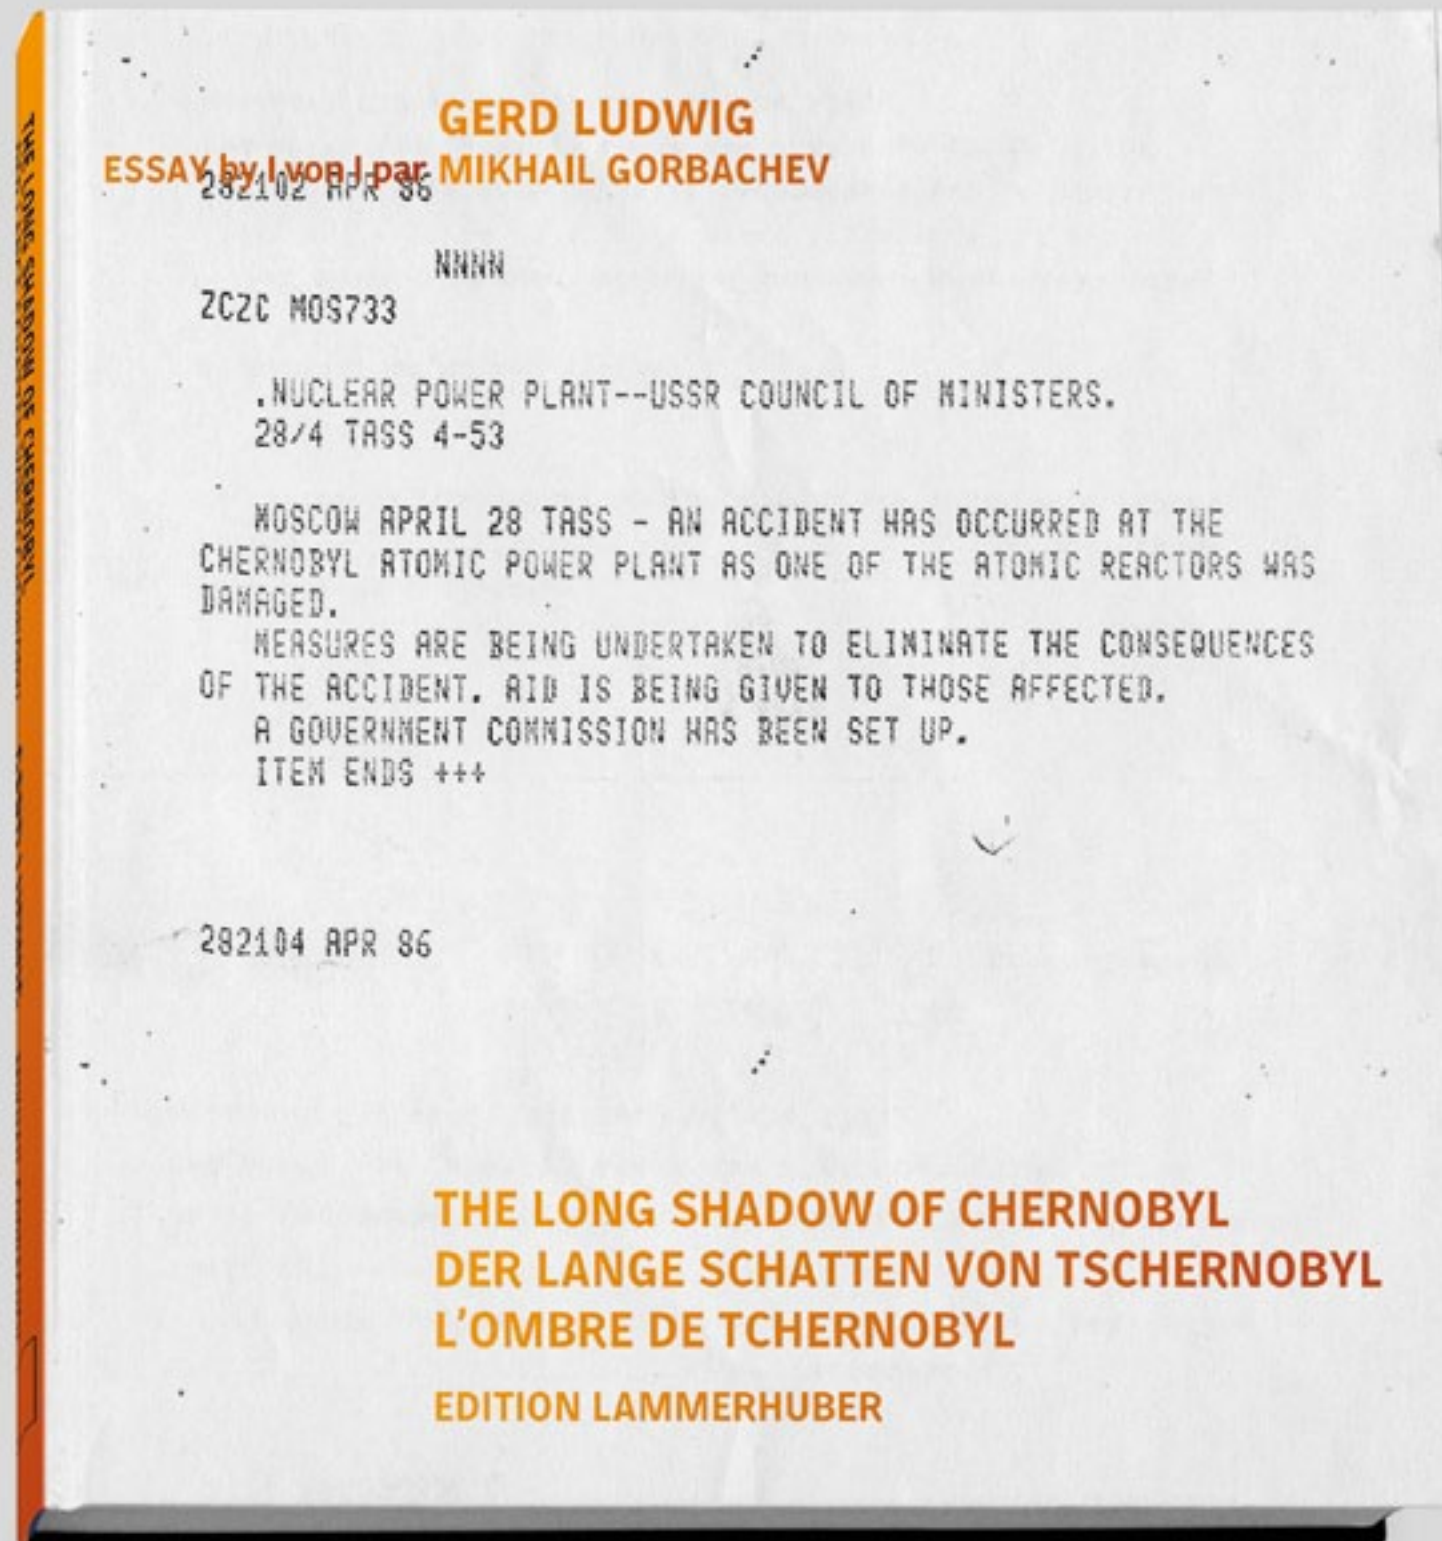 GERD LUDWIG
ESSAY by | von | par MIKHAIL GORBACHEV
282102 APR 86
NNNN
ZCZC MOS733
.NUCLEAR POWER PLANT--USSR COUNCIL OF MINISTERS.
28/4 TASS 4-53
MOSCOW APRIL 28 TASS - AN ACCIDENT HAS OCCURRED AT THE
CHERNOBYL ATOMIC POWER PLANT AS ONE OF THE ATOMIC REACTORS WAS
DAMAGED.
MEASURES ARE BEING UNDERTAKEN TO ELIMINATE THE CONSEQUENCES
OF THE ACCIDENT. AID IS BEING GIVEN TO THOSE AFFECTED.
A GOVERNMENT COMMISSION HAS BEEN SET UP.
ITEM ENDS +++
282104 APR 86
THE LONG SHADOW OF CHERNOBYL
DER LANGE SCHATTEN VON TSCHERNOBYL
L'OMBRE DE TCHERNOBYL
EDITION LAMMERHUBER
THE LONG SHADOW OF CHERNOBYL